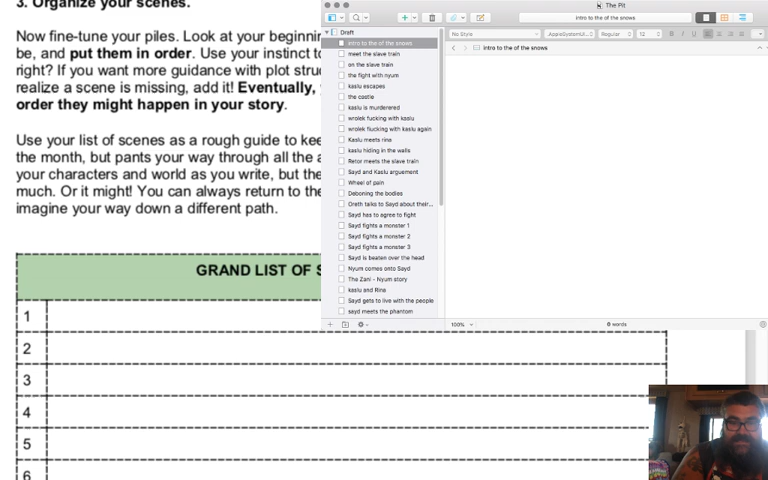 3. Organize your scenes.
Now fine-tune your piles. Look at your beginnin
be, and put them in order. Use your instinct to
right? If you want more guidance with plot struc
realize a scene is missing, add it! Eventually,
order they might happen in your story.
Use your list of scenes as a rough guide to kee
the month, but pants your way through all the a
your characters and world as you write, but the
much. Or it might! You can always return to the
imagine your way down a different path.
GRAND LIST OF S
1
2
3
4
5
6
The Pit
intro to the of the snows
No Style
.AppleSystemUI...
Regular
12
B I U
intro to the of the snows
Draft
intro to the of the snows
meet the slave train
on the slave train
the fight with nyum
kaslu escapes
the costle
kaslu is murdererd
wrolek fiucking with kaslu
wrolek fiucking with kaslu again
Kaslu meets rina
kaslu hiding in the walls
Retor meets the slave train
Sayd and Kaslu arguement
Wheel of pain
Deboning the bodies
Oreth talks to Sayd about their...
Sayd has to agree to fight
Sayd fights a monster 1
Sayd fights a monster 2
Sayd fights a monster 3
Sayd is beaten over the head
Nyum comes onto Sayd
The Zani - Nyum story
kaslu and Rina
Sayd gets to live with the people
sayd meets the phantom
100%
0 words